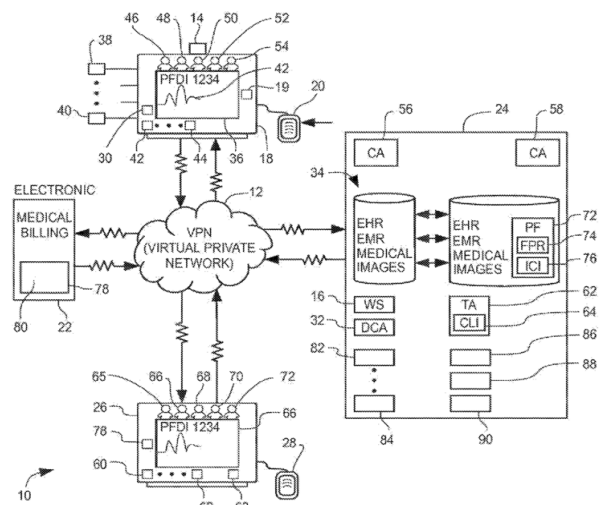 14
46
48
50
52
54
38
PFDI 1234
42
19
20
40
30
42
44
36
18
56
24
58
CA
CA
34
12
ELECTRONIC
MEDICAL
BILLING
VPN
(VIRTUAL PRIVATE
NETWORK)
EHR
EMR
MEDICAL
IMAGES
EHR
EMR
MEDICAL
IMAGES
PF
72
FPR
74
ICI
76
80
78
22
16
WS
TA
62
32
DCA
CLI
64
82
86
88
84
90
65
66
68
70
72
26
PFDI 1234
66
78
28
60
10